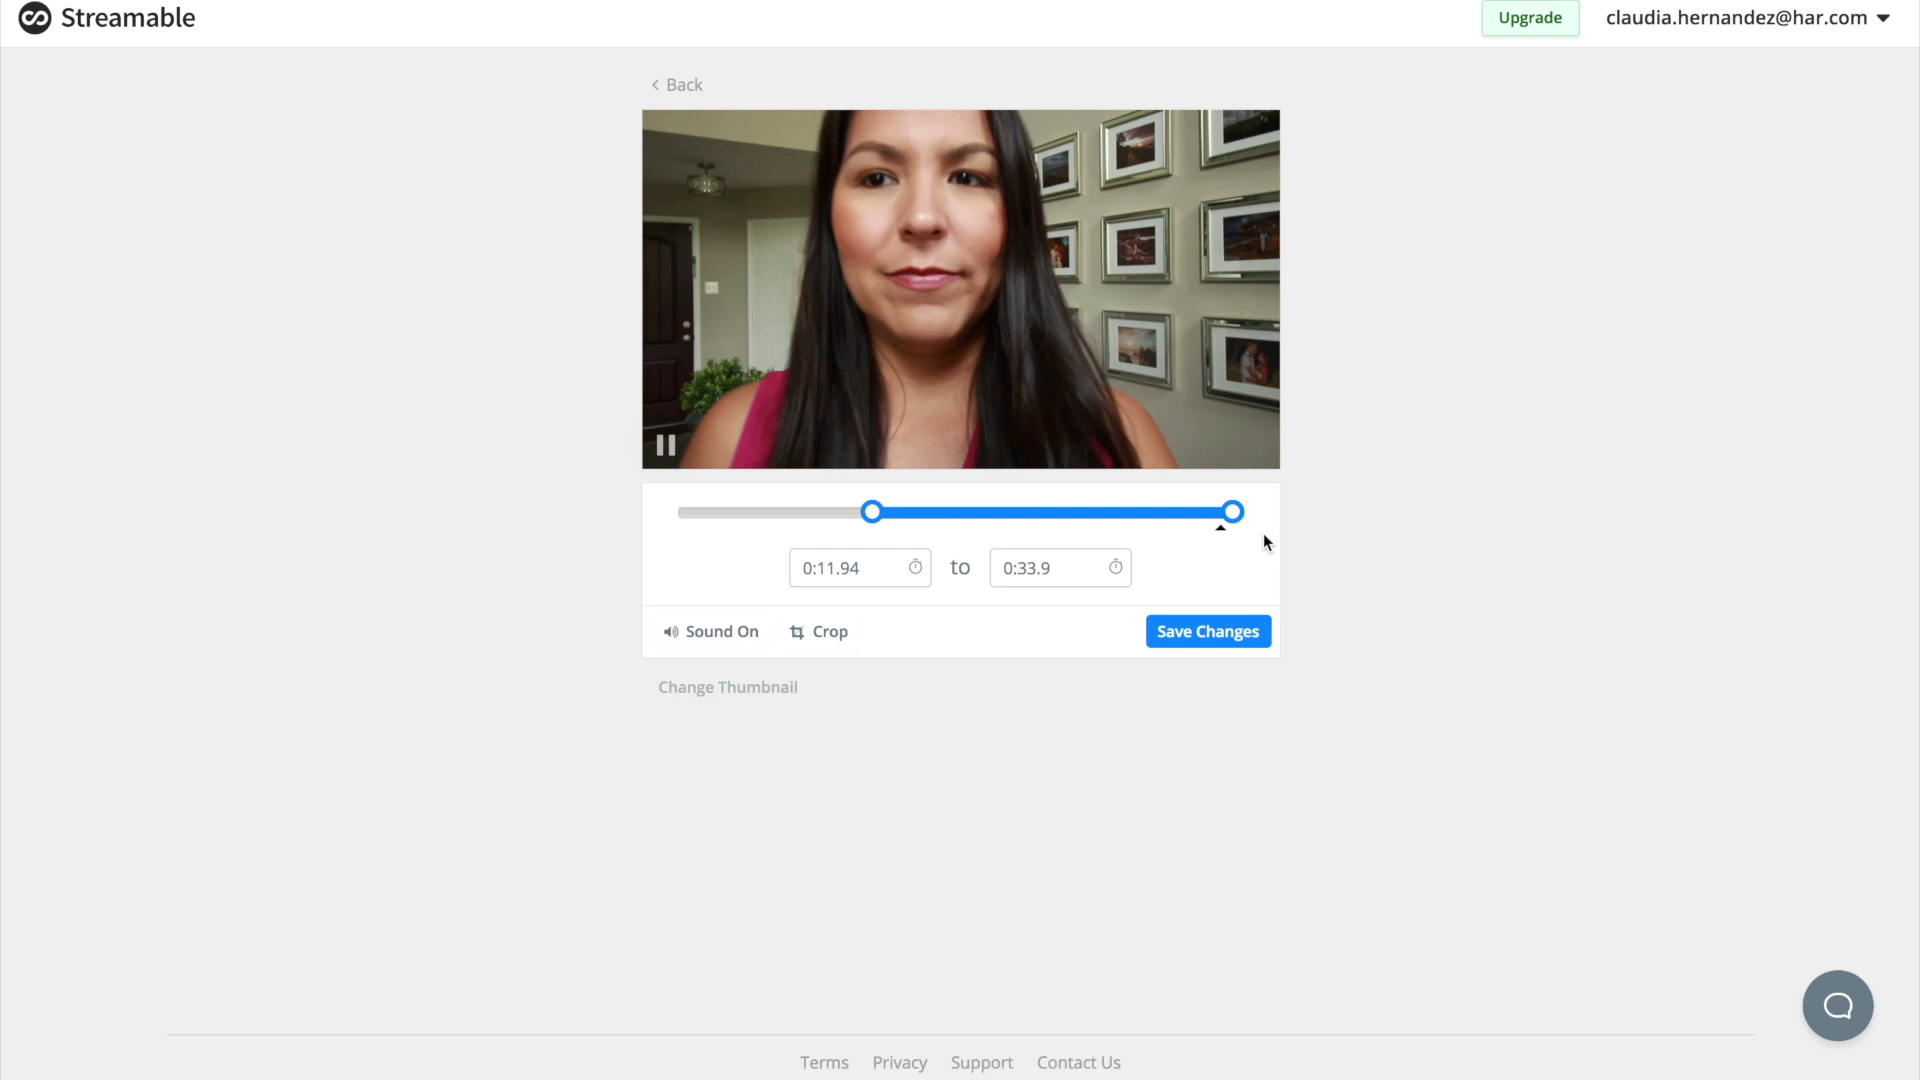 Streamable
Upgrade
claudia.hernandez@har.com
Back
0:11.94 to 0:33.9
Sound On
Crop
Save Changes
Change Thumbnail
Terms
Privacy
Support
Contact Us